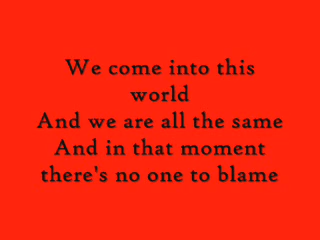 We come into this
world
And we are all the same
And in that moment
there's no one to blame